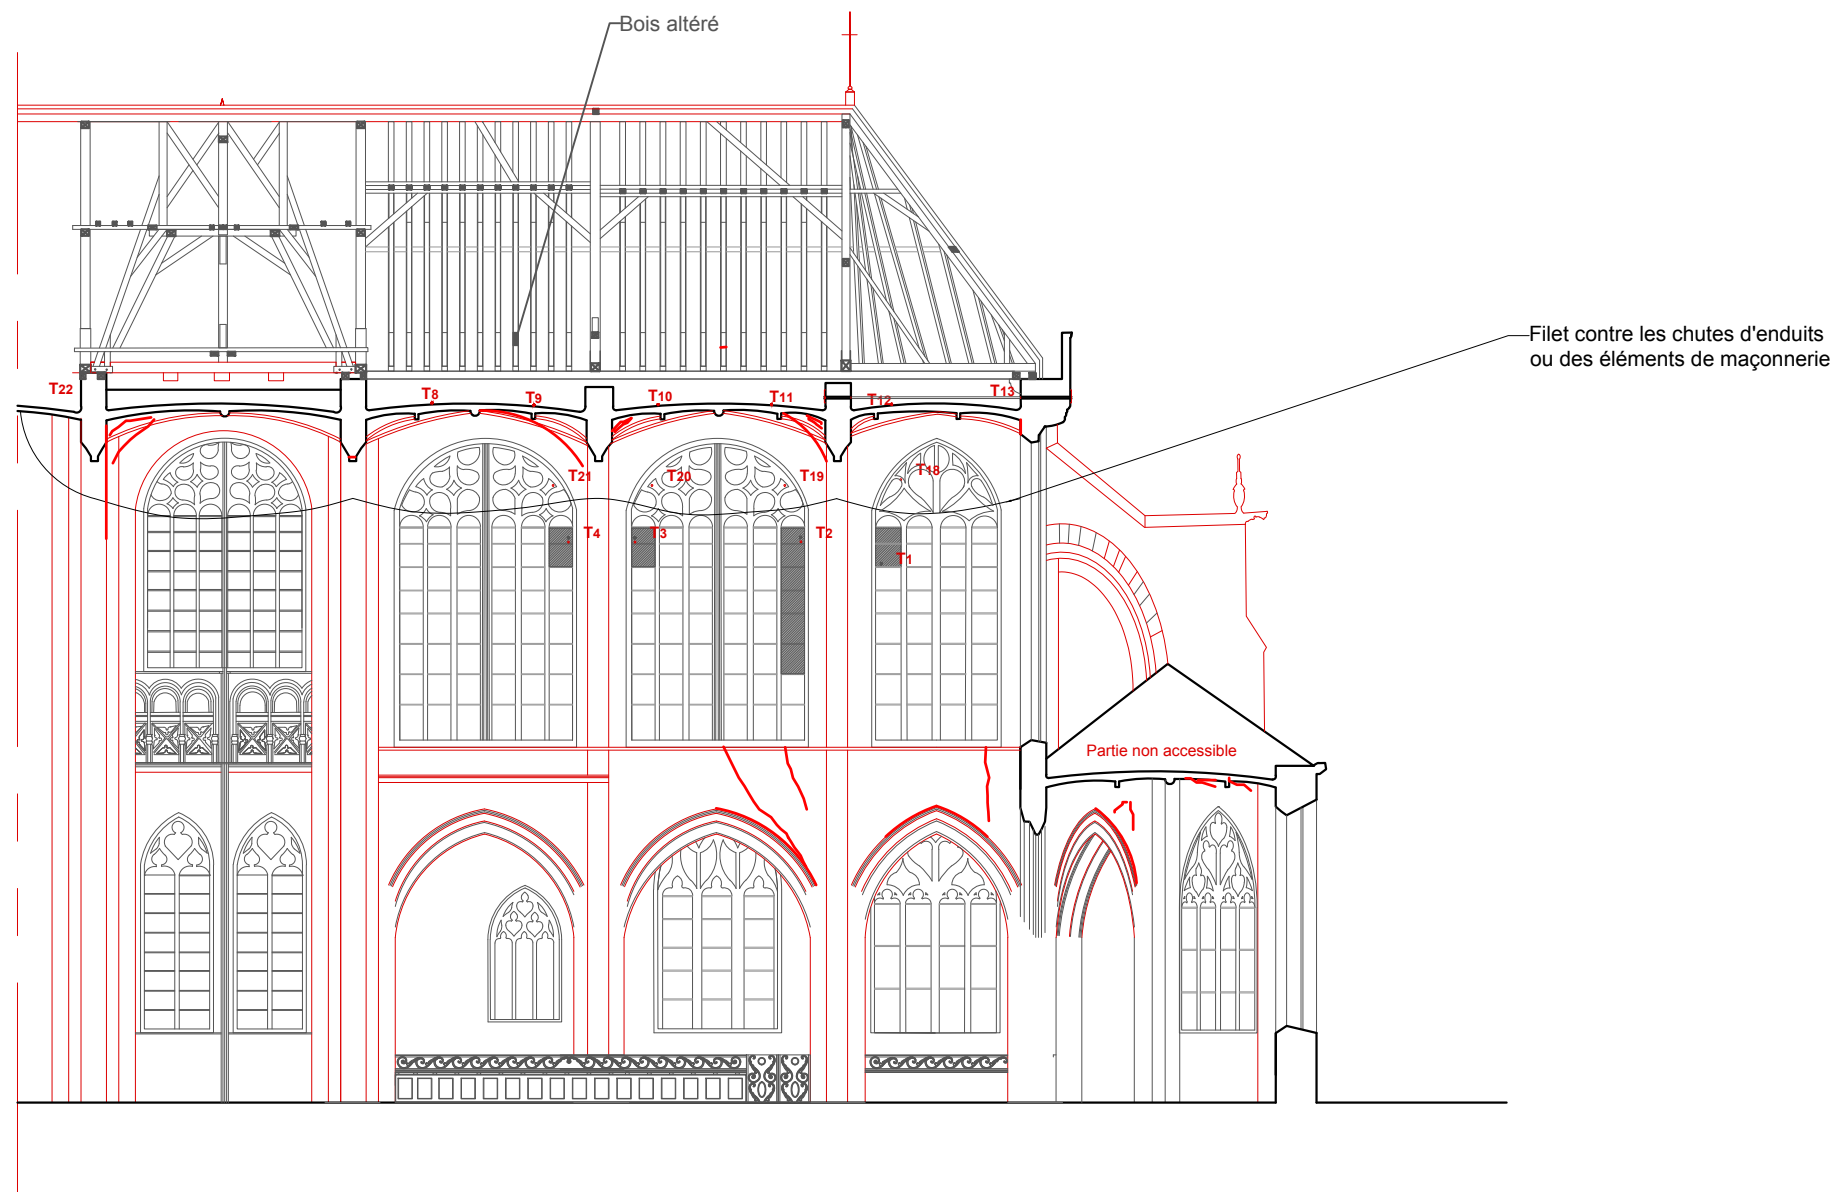 Bois altéré
Filet contre les chutes d'enduits
ou des éléments de maçonnerie
T22
T8
T9
T10
T11
T12
T13
T21
T20
T19
T18
T4
T3
T2
T1
Partie non accessible